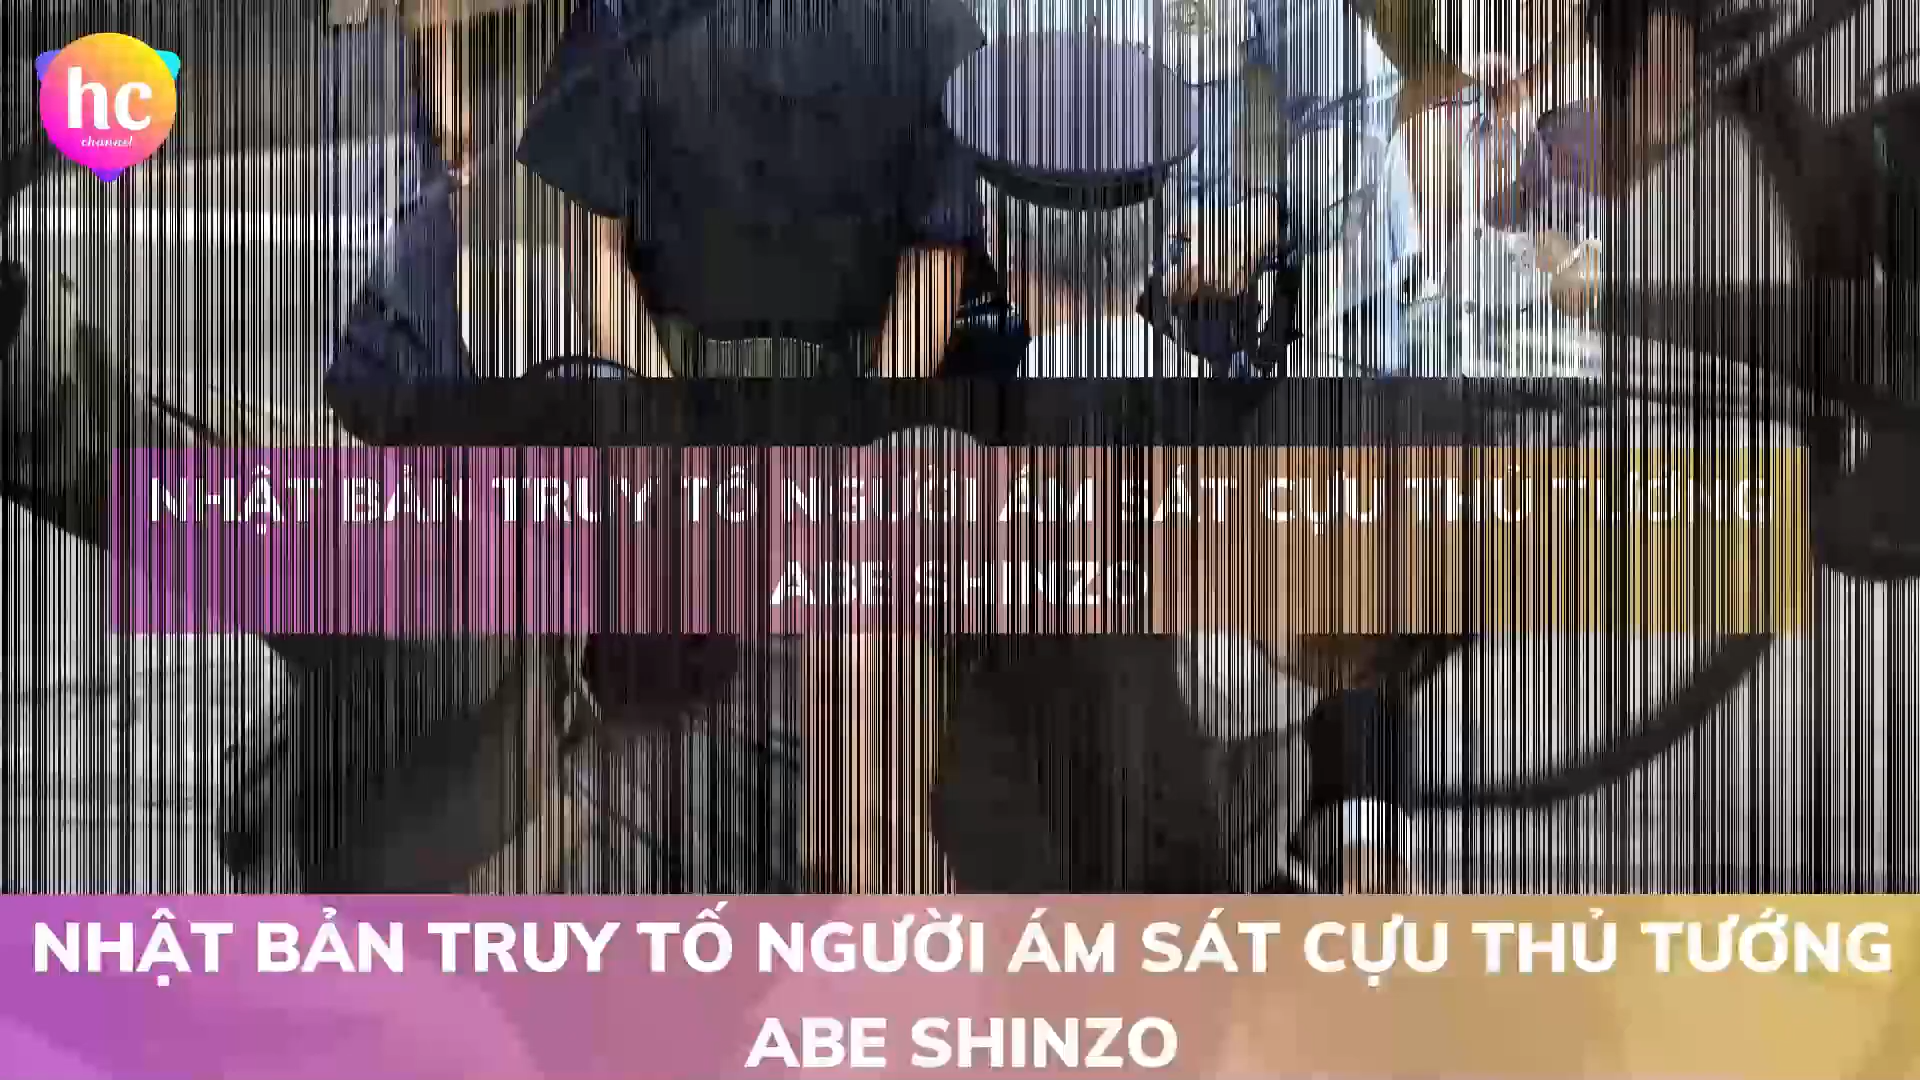 hc
channel
NHẬT BẢN TRUY TỐ NGƯỜI ÁM SÁT CỰU THỦ TƯỚNG
ABE SHINZO
NHẬT BẢN TRUY TỐ NGƯỜI ÁM SÁT CỰU THỦ TƯỚNG
ABE SHINZO